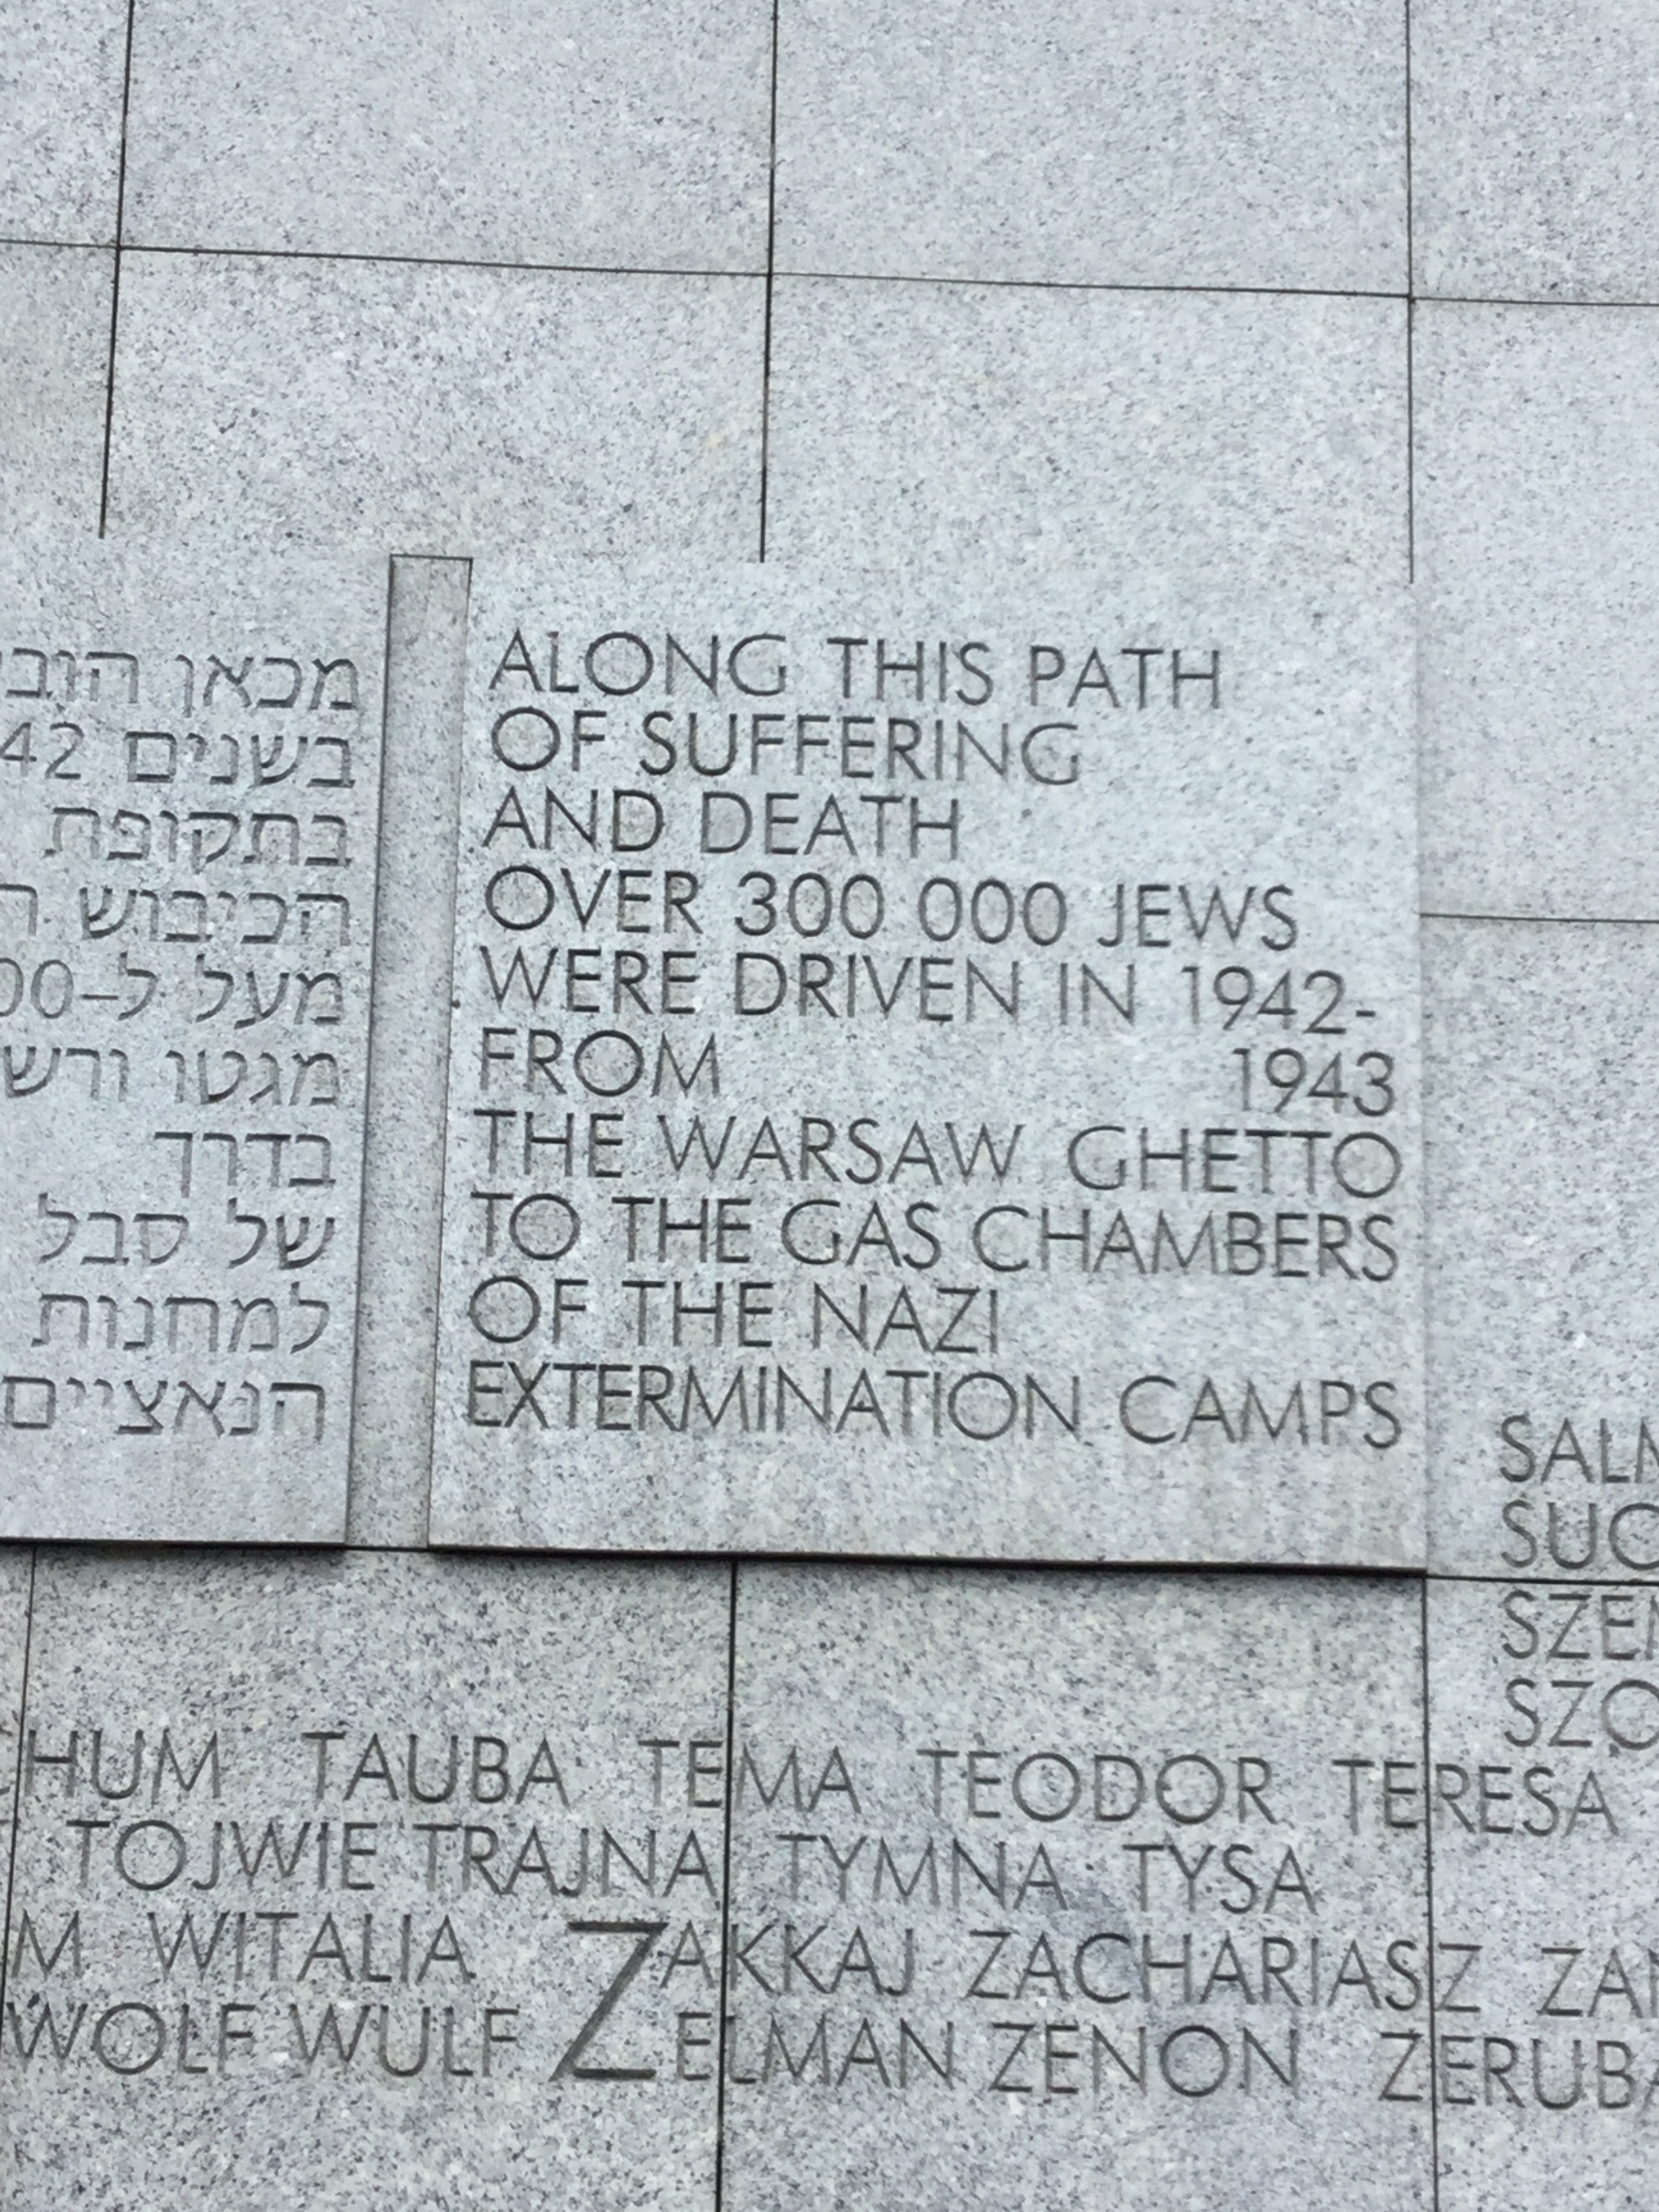 מכאן
בשנים 42
בתקופת
הכיבוש
מעל ל–
מגטו
בדרך
של סבל
למחנות
הנאציים
ALONG THIS PATH
OF SUFFERING
AND DEATH
OVER 300 000 JEWS
WERE DRIVEN IN 1942-
FROM 1943
THE WARSAW GHETTO
TO THE GAS CHAMBERS
OF THE NAZI
EXTERMINATION CAMPS
TAUBA TEMA TEODOR TERESA
TOJWIE TRAJNA TYMNA TYSA
WITALIA ZAKKAJ ZACHARIASZ
WOLF WULF ZELMAN ZENON